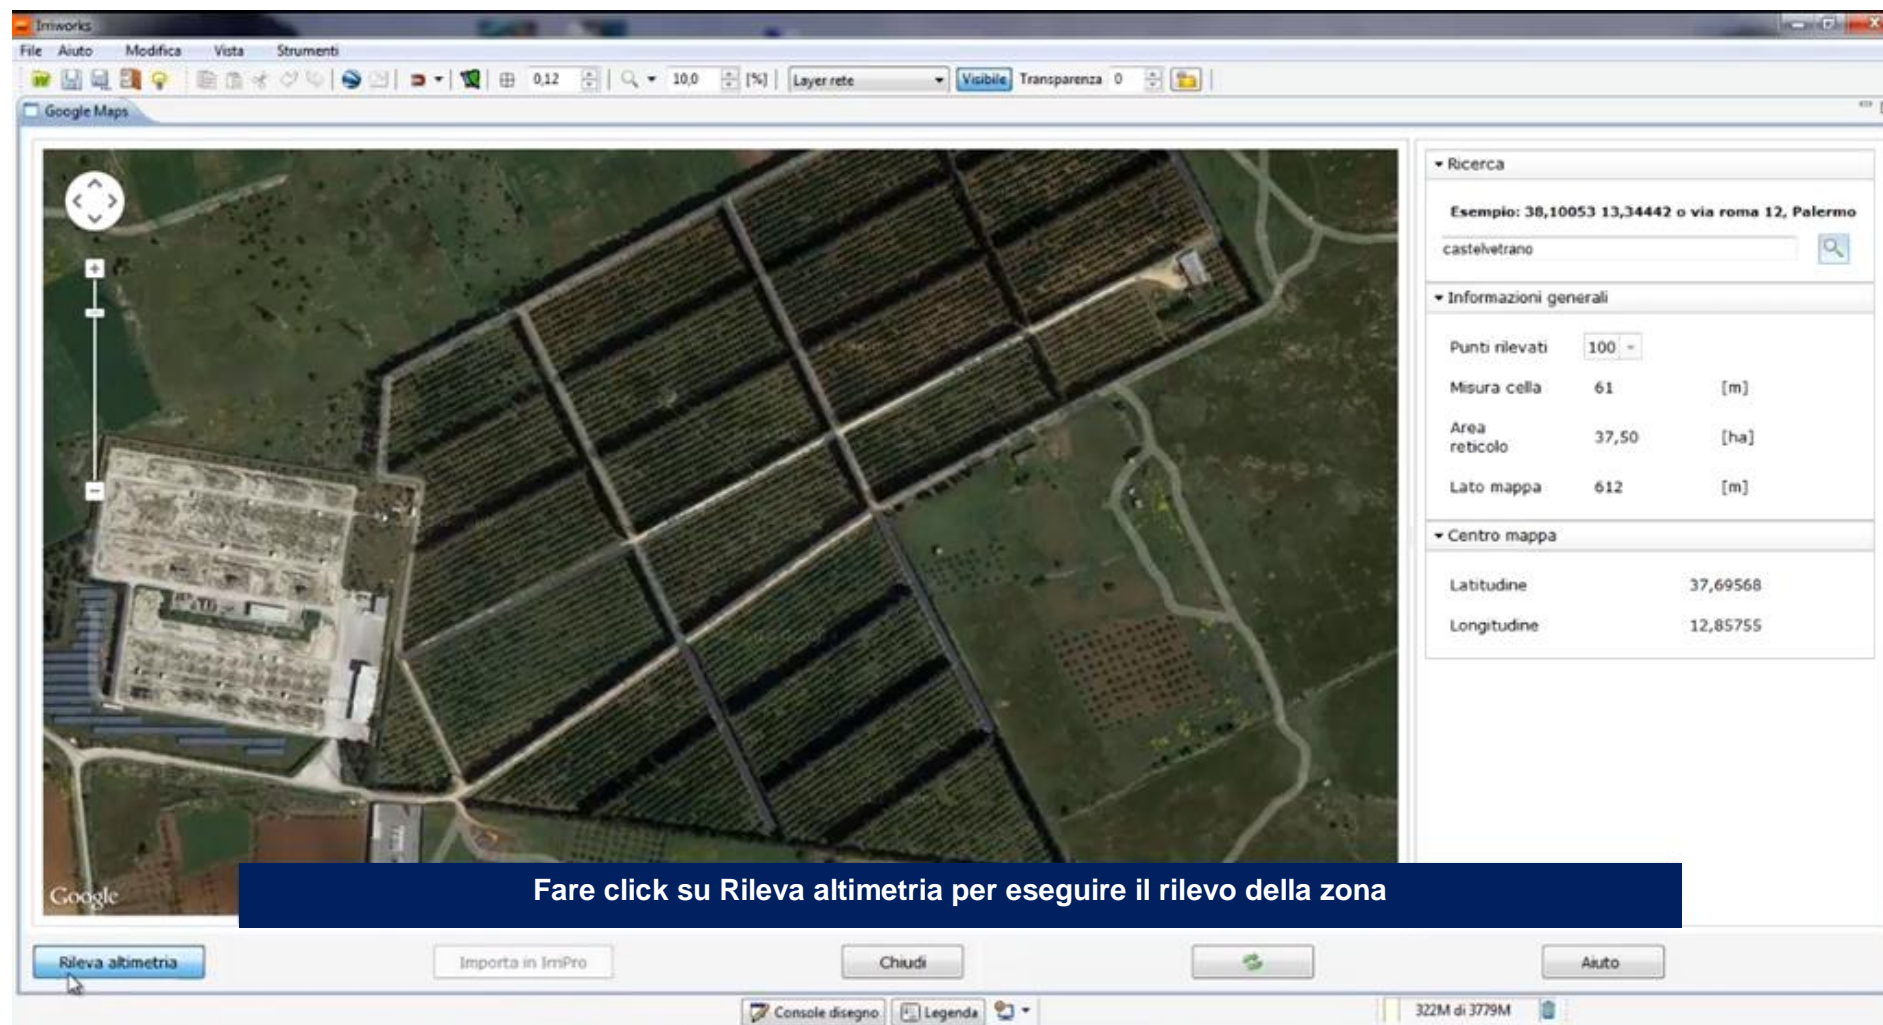 Irriworks
File Aiuto Modifica Vista Strumenti
0,12 10,0 [%] Layer rete Visibile Transparenza 0
Google Maps
Ricerca
Esempio: 38,10053 13,34442 o via roma 12, Palermo
castelvetrano
Informazioni generali
Punti rilevati 100
Misura cella 61 [m]
Area
reticolo 37,50 [ha]
Lato mappa 612 [m]
Centro mappa
Latitudine 37,69568
Longitudine 12,85755
Google
Fare click su Rileva altimetria per eseguire il rilevo della zona
Rileva altimetria Importa in IrriPro Chiudi Aiuto
Console disegno Legenda 322M di 3779M